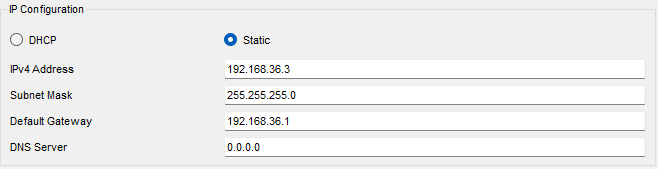 IP Configuration
DHCP Static
IPv4 Address 192.168.36.3
Subnet Mask 255.255.255.0
Default Gateway 192.168.36.1
DNS Server 0.0.0.0